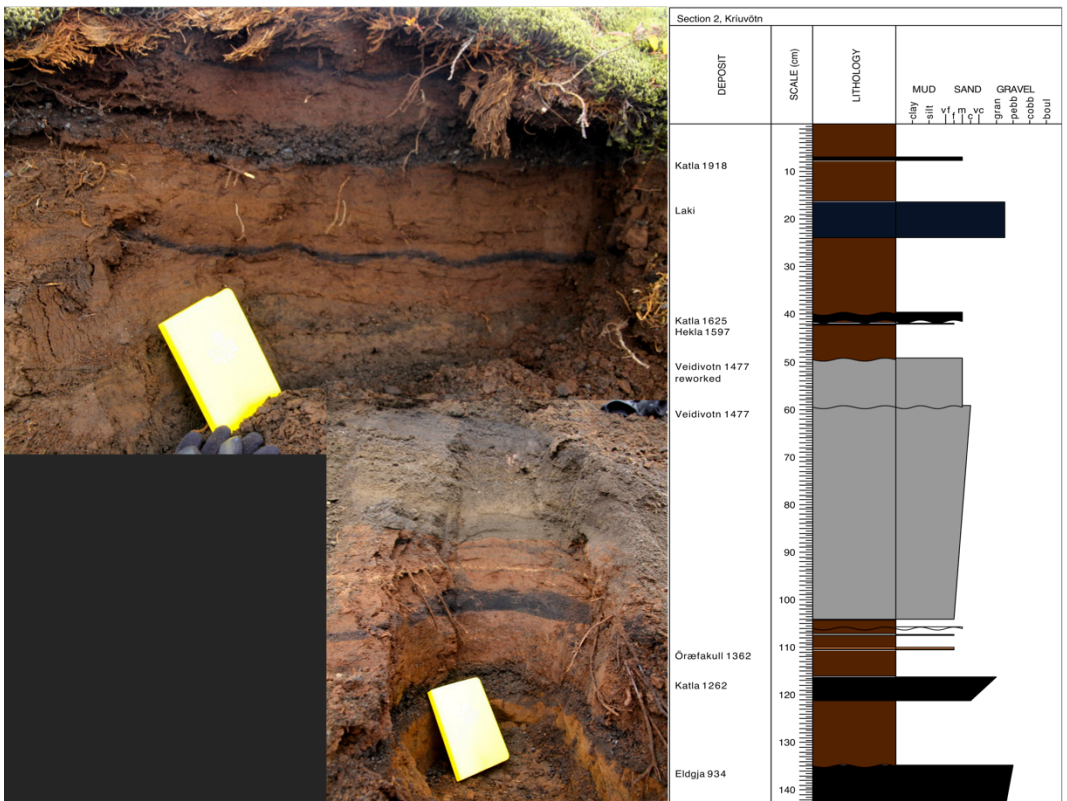 Section 2, Kriuvötn
DEPOSIT
SCALE (cm)
LITHOLOGY
MUD SAND GRAVEL
clay
silt
vf
f
m
c
vc
gran
pebb
cobb
boul
Katla 1918
10
Laki
20
30
Katla 1625
40
Hekla 1597
Veidivotn 1477
50
reworked
Veidivotn 1477
60
70
80
90
100
Öræfakull 1362
110
Katla 1262
120
130
Eldgja 934
140